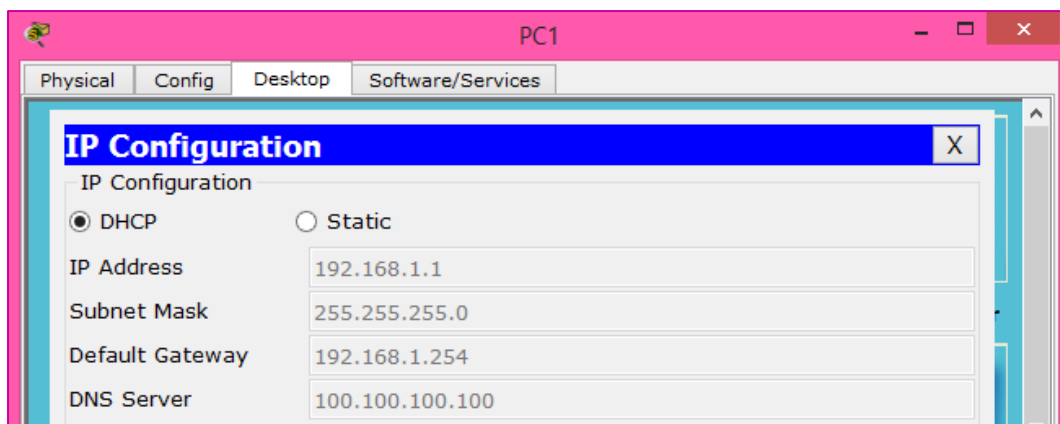 PC1
Physical Config Desktop Software/Services
IP Configuration X
IP Configuration
DHCP Static
IP Address 192.168.1.1
Subnet Mask 255.255.255.0
Default Gateway 192.168.1.254
DNS Server 100.100.100.100